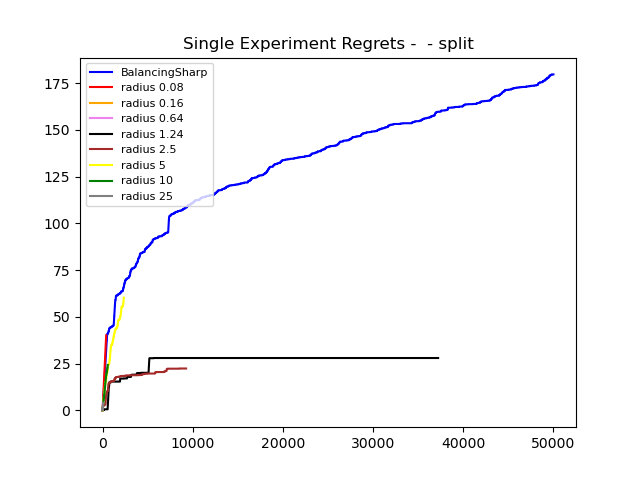 Single Experiment Regrets -  - split
175
150
125
100
75
50
25
0
BalancingSharp
radius 0.08
radius 0.16
radius 0.64
radius 1.24
radius 2.5
radius 5
radius 10
radius 25
0 10000 20000 30000 40000 50000